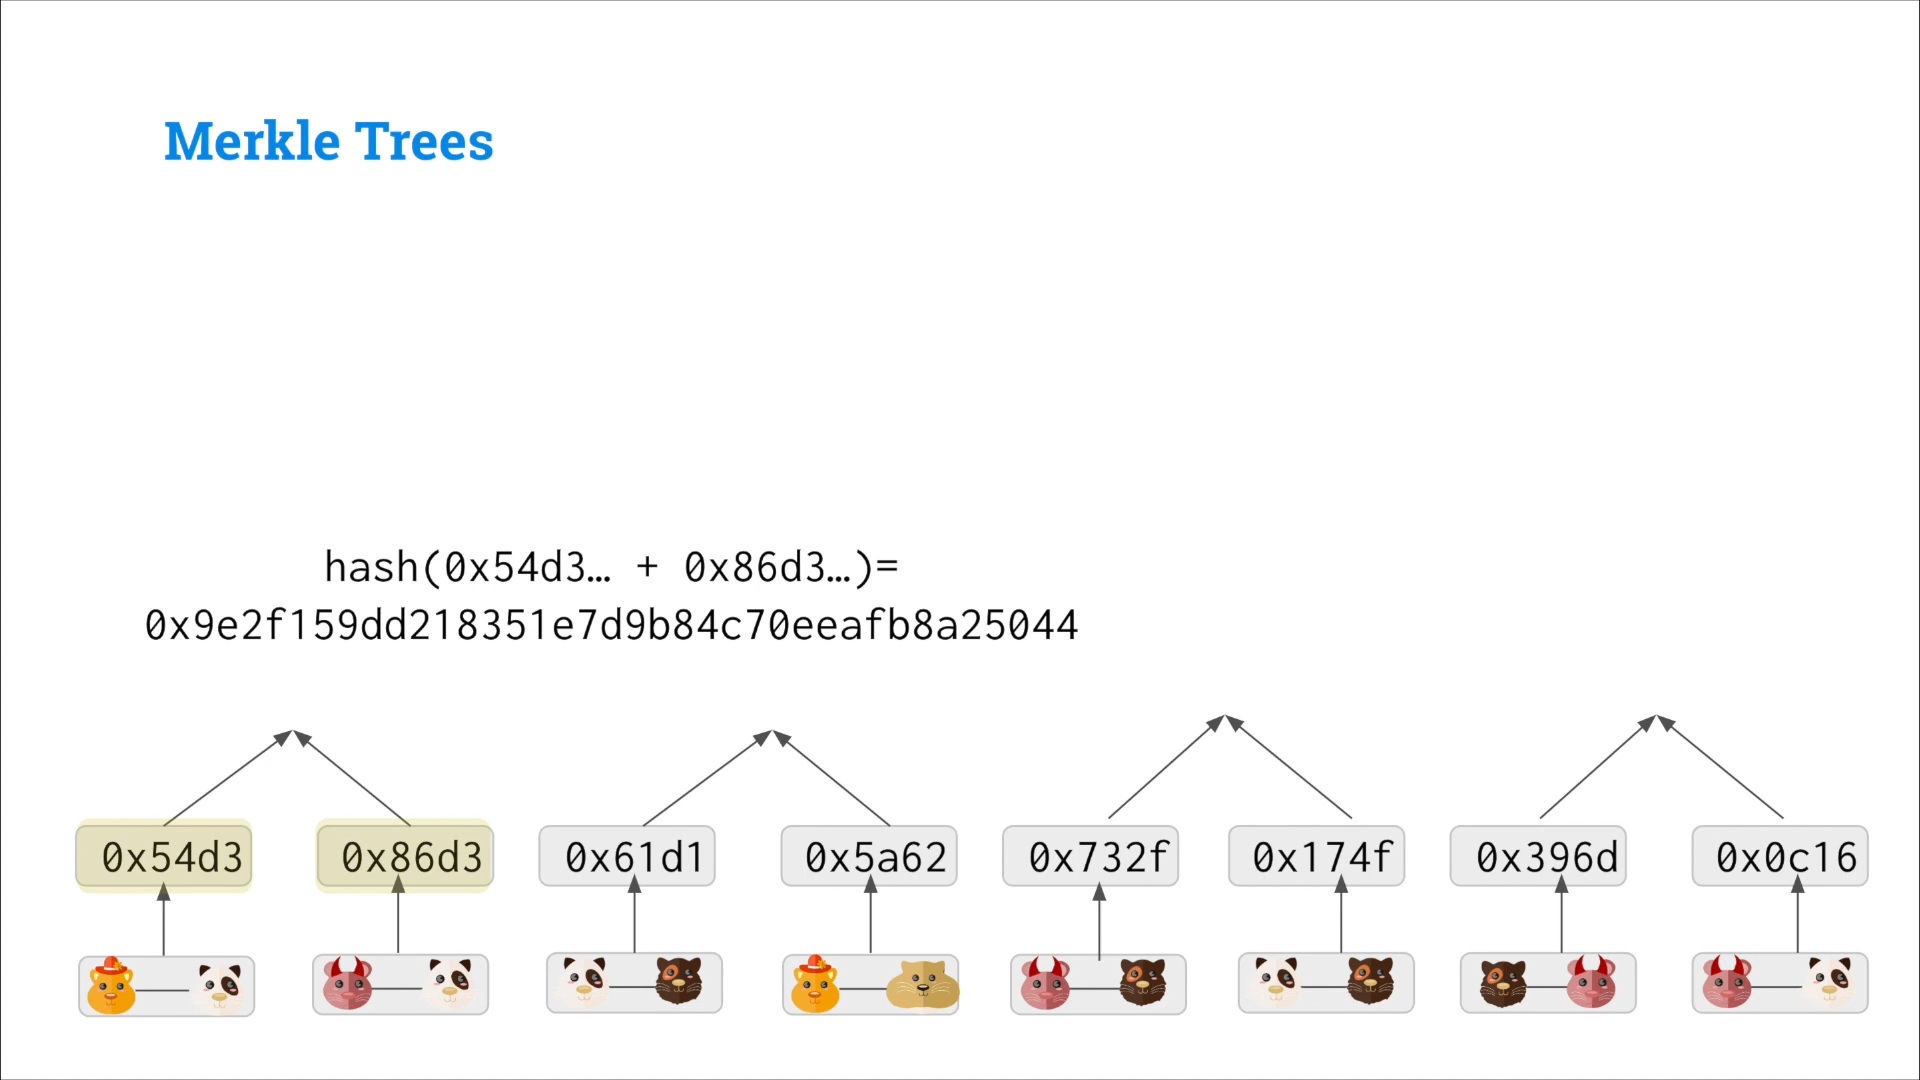 Merkle Trees
hash(0x54d3… + 0x86d3…)=
0x9e2f159dd218351e7d9b84c70eeafb8a25044
0x54d3 0x86d3 0x61d1 0x5a62 0x732f 0x174f 0x396d 0x0c16